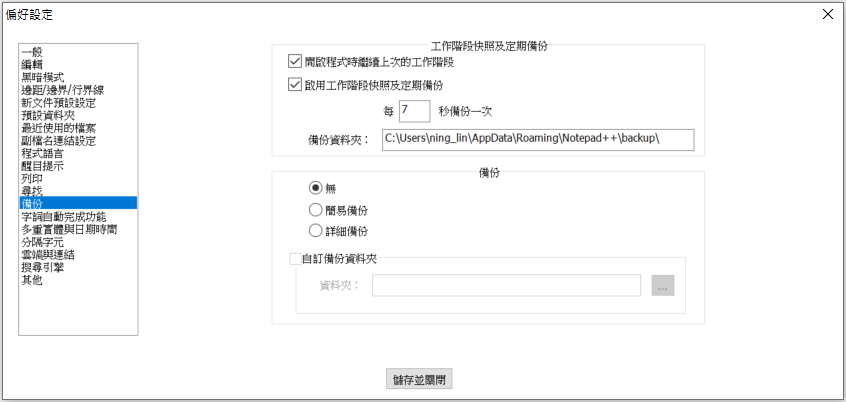 偏好設定
一般
編輯
黑暗模式
邊距/邊界/行界線
新文件預設設定
預設資料夾
最近使用的檔案
副檔名連結設定
程式語言
醒目提示
列印
尋找
備份
字詞自動完成功能
多重實體與日期時間
分隔字元
雲端與連結
搜尋引擎
其他
工作階段快照及定期備份
開啟程式時繼續上次的工作階段
啟用工作階段快照及定期備份
每 7 秒備份一次
備份資料夾： C:\Users\ning_lin\AppData\Roaming\Notepad++\backup\
備份
無
簡易備份
詳細備份
自訂備份資料夾
資料夾： ...
儲存並關閉